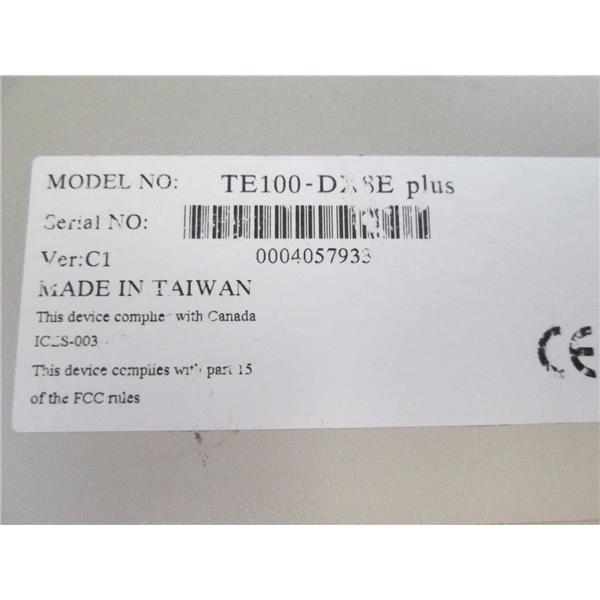 MODEL NO: TE100-DX8E plus
Serial NO:
Ver:C1 0004057933
MADE IN TAIWAN
This device complies with Canada
ICES-003
This device complies with part 15
of the FCC rules
CE